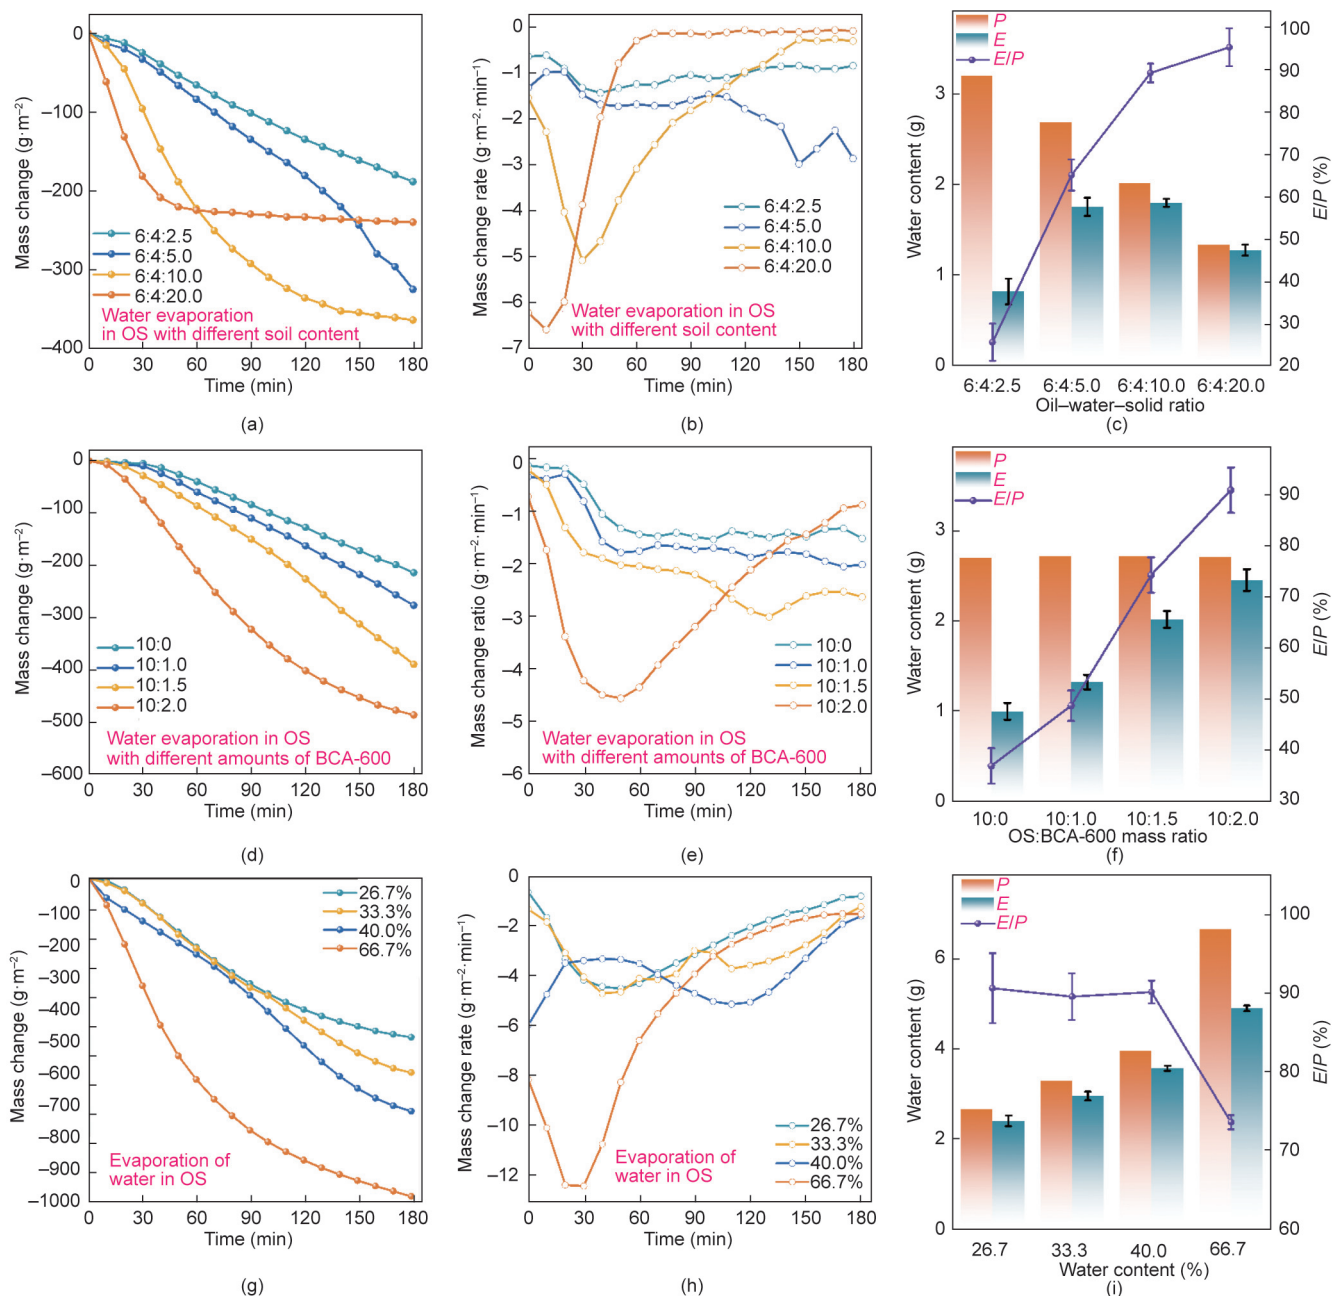 0
−100
−200
−300
−400
Mass change (g·m⁻²)
6:4:2.5
6:4:5.0
6:4:10.0
6:4:20.0
Water evaporation
in OS with different soil content
0 30 60 90 120 150 180
Time (min)
(a)
0
−1
−2
−3
−4
−5
−6
−7
Mass change rate (g·m⁻²·min⁻¹)
6:4:2.5
6:4:5.0
6:4:10.0
6:4:20.0
Water evaporation in OS
with different soil content
0 30 60 90 120 150 180
Time (min)
(b)
P
E
E/P
3
2
1
0
Water content (g)
100
90
80
70
60
50
40
30
20
E/P (%)
6:4:2.5 6:4:5.0 6:4:10.0 6:4:20.0
Oil–water–solid ratio
(c)
0
−100
−200
−300
−400
−500
−600
Mass change (g·m⁻²)
10:0
10:1.0
10:1.5
10:2.0
Water evaporation in OS
with different amounts of BCA-600
0 30 60 90 120 150 180
Time (min)
(d)
0
−1
−2
−3
−4
−5
−6
Mass change ratio (g·m⁻²·min⁻¹)
10:0
10:1.0
10:1.5
10:2.0
Water evaporation in OS
with different amounts of BCA-600
0 30 60 90 120 150 180
Time (min)
(e)
P
E
E/P
3
2
1
0
Water content (g)
90
80
70
60
50
40
30
E/P (%)
10:0 10:1.0 10:1.5 10:2.0
OS:BCA-600 mass ratio
(f)
0
−100
−200
−300
−400
−500
−600
−700
−800
−900
−1000
Mass change (g·m⁻²)
26.7%
33.3%
40.0%
66.7%
Evaporation of
water in OS
0 30 60 90 120 150 180
Time (min)
(g)
0
−2
−4
−6
−8
−10
−12
Mass change rate (g·m⁻²·min⁻¹)
26.7%
33.3%
40.0%
66.7%
Evaporation of
water in OS
0 30 60 90 120 150 180
Time (min)
(h)
P
E
E/P
6
4
2
0
Water content (g)
100
90
80
70
60
E/P (%)
26.7 33.3 40.0 66.7
Water content (%)
(i)